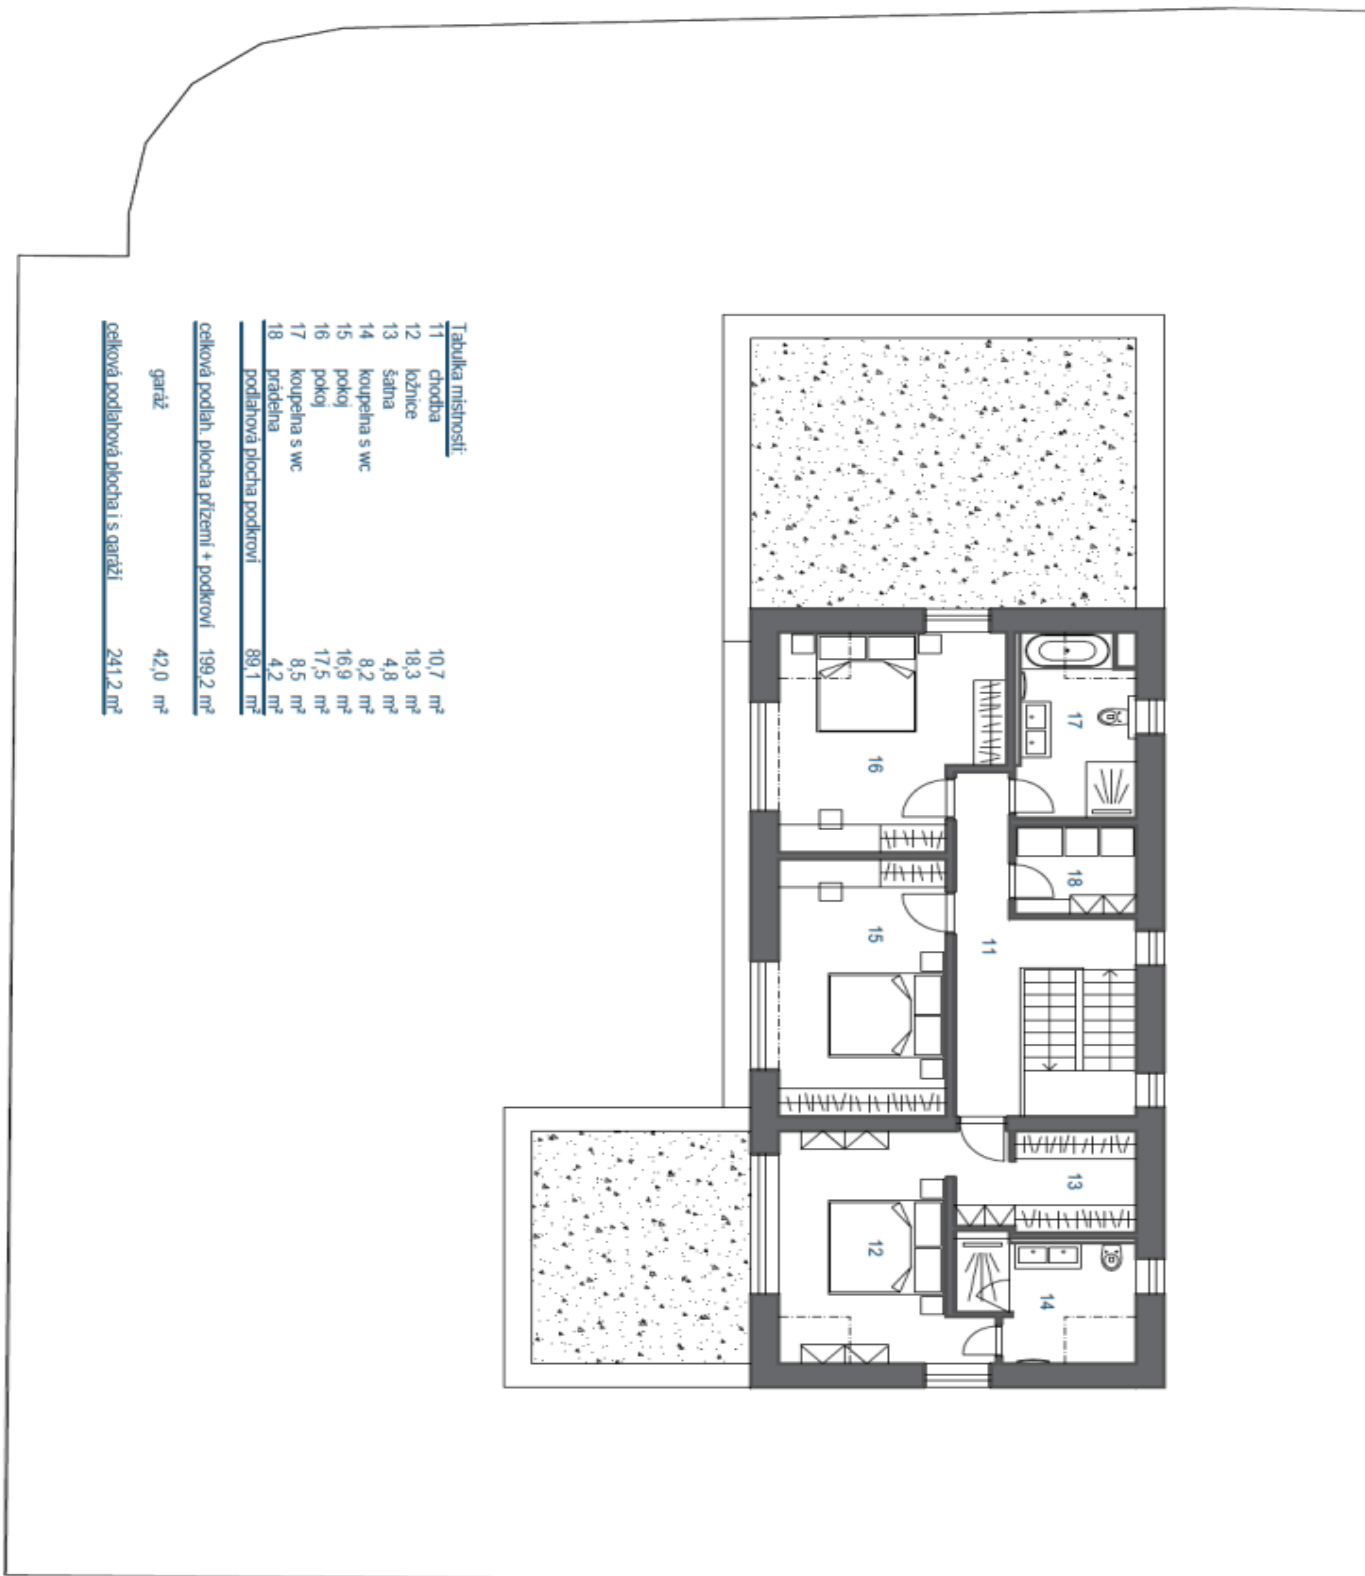 Tabulka místností:
11 chodba 10,7 m²
12 ložnice 18,3 m²
13 šatna 4,8 m²
14 koupelna s wc 8,2 m²
15 pokoj 16,9 m²
16 pokoj 17,5 m²
17 koupelna s wc 8,5 m²
18 prádelna 4,2 m²
podlahová plocha podkroví 89,1 m²
celková podlah. plocha přízemí + podkroví 199,2 m²
garáž 42,0 m²
celková podlahová plocha i s garáží 241,2 m²
17
16
18
11
15
13
12
14